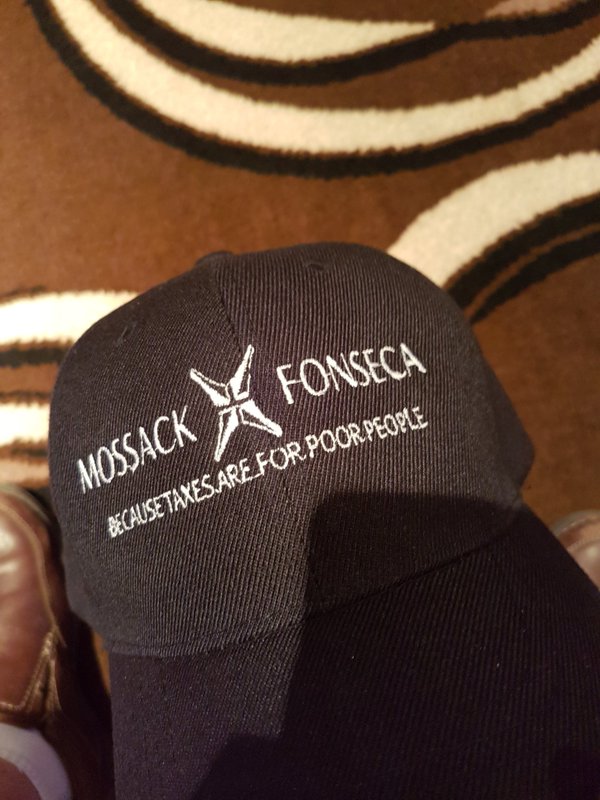 MOSSACK FONSECA
BECAUSE TAXES ARE FOR POOR PEOPLE